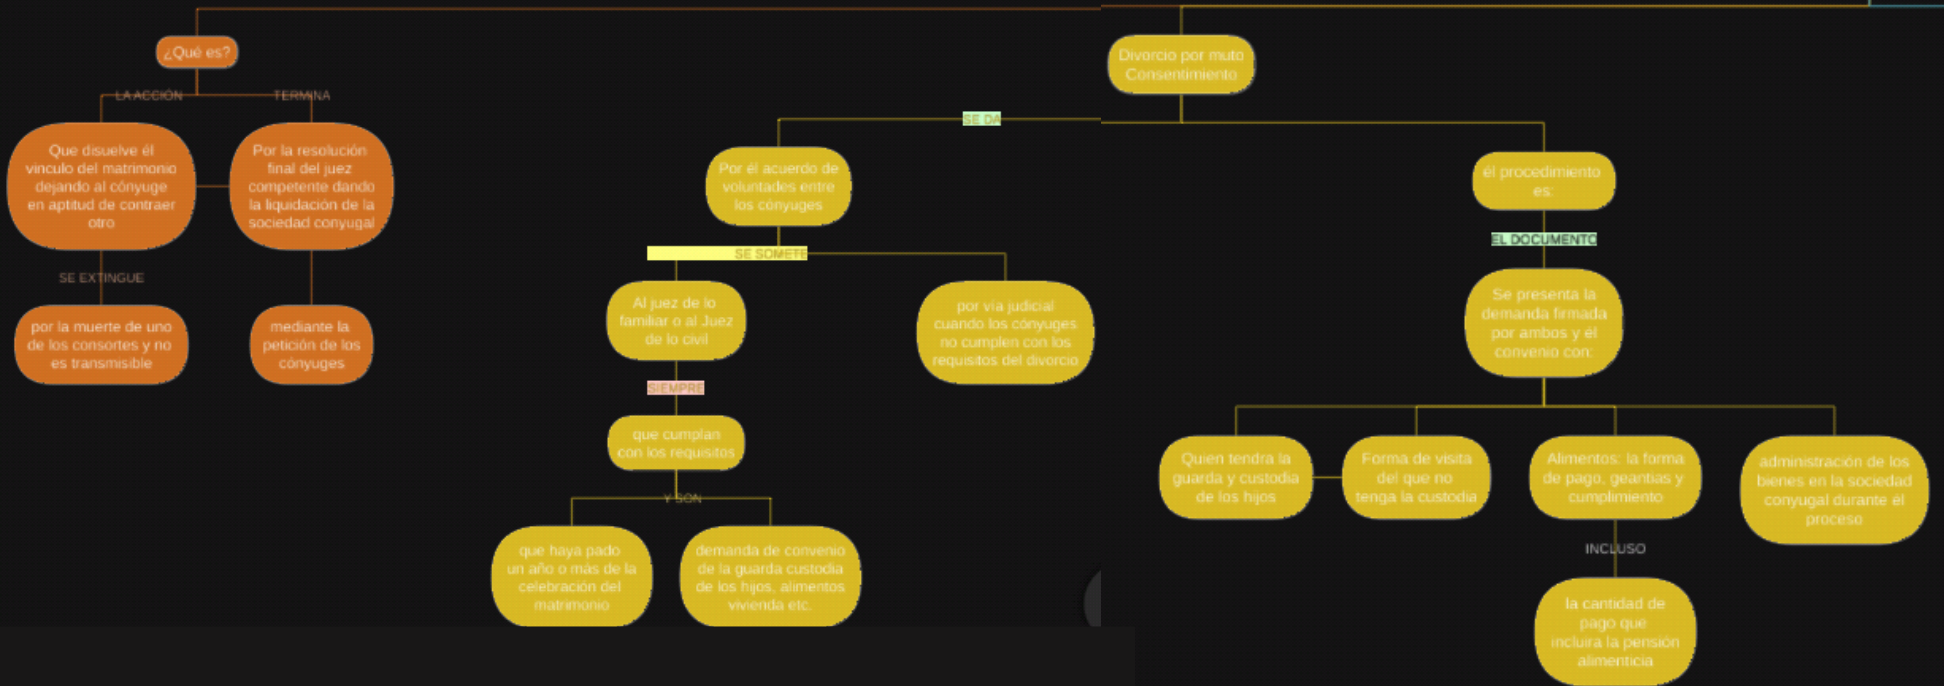 ¿Qué es?
LA ACCIÓN
TERMINA
Que disuelve él
vinculo del matrimonio
dejando al cónyuge
en aptitud de contraer
otro
Por la resolución
final del juez
competente dando
la liquidación de la
sociedad conyugal
SE EXTINGUE
por la muerte de uno
de los consortes y no
es transmisible
mediante la
petición de los
cónyuges
Divorcio por muto
Consentimiento
SE DA
Por él acuerdo de
voluntades entre
los cónyuges
SE SOMETE
Al juez de lo
familiar o al Juez
de lo civil
por vía judicial
cuando los cónyuges
no cumplen con los
requisitos del divorcio
SIEMPRE
que cumplan
con los requisitos
Y SON
que haya pado
un año o más de la
celebración del
matrimonio
demanda de convenio
de la guarda custodia
de los hijos, alimentos
vivienda etc.
él procedimiento
es:
EL DOCUMENTO
Se presenta la
demanda firmada
por ambos y él
convenio con:
Quien tendra la
guarda y custodia
de los hijos
Forma de visita
del que no
tenga la custodia
Alimentos: la forma
de pago, geantias y
cumplimiento
administración de los
bienes en la sociedad
conyugal durante él
proceso
INCLUSO
la cantidad de
pago que
incluira la pensión
alimenticia